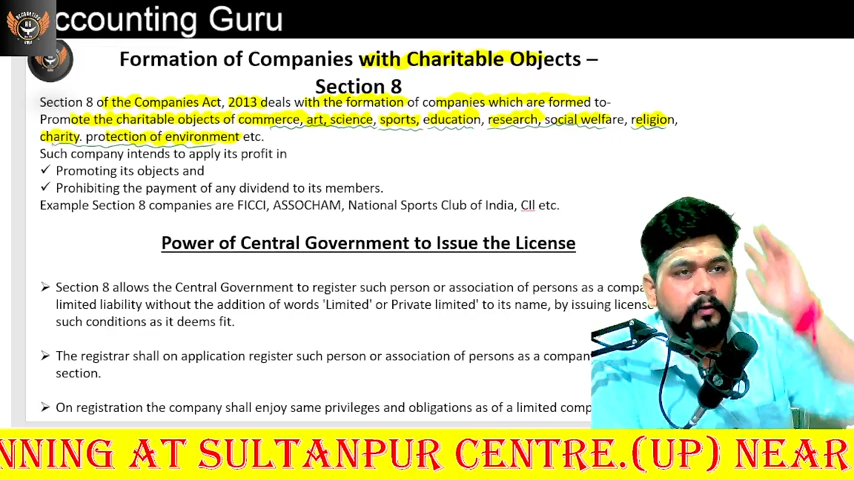 ccounting Guru
Formation of Companies with Charitable Objects –
Section 8
Section 8 of the Companies Act, 2013 deals with the formation of companies which are formed to-
Promote the charitable objects of commerce, art, science, sports, education, research, social welfare, religion,
charity. protection of environment etc.
Such company intends to apply its profit in
✓ Promoting its objects and
✓ Prohibiting the payment of any dividend to its members.
Example Section 8 companies are FICCI, ASSOCHAM, National Sports Club of India, CII etc.
Power of Central Government to Issue the License
➢ Section 8 allows the Central Government to register such person or association of persons as a compa
limited liability without the addition of words 'Limited' or Private limited' to its name, by issuing license
such conditions as it deems fit.
➢ The registrar shall on application register such person or association of persons as a compan
section.
➢ On registration the company shall enjoy same privileges and obligations as of a limited comp
NNING AT SULTANPUR CENTRE.(UP) NEAR